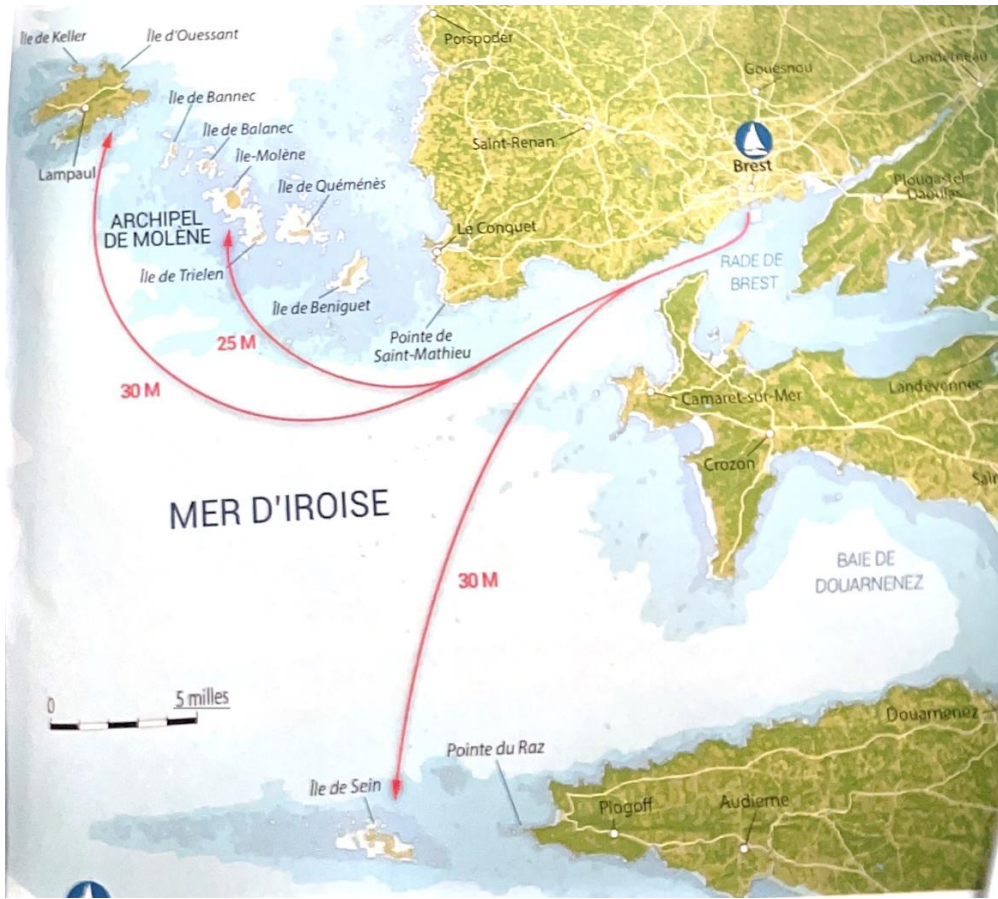 Porspoder
Île de Keller
Île d'Ouessant
Landerneau
Gouesnou
Île de Bannec
Île de Balanec
Saint-Renan
Île-Molène
Brest
Lampaul
Île de Quéménès
Plougastel-
Daoulas
ARCHIPEL
DE MOLÈNE
Le Conquet
RADE DE
BREST
Île de Trielen
Île de Beniguet
Pointe de
Saint-Mathieu
25 M
30 M
Camaret-sur-Mer
Landévennec
Crozon
MER D'IROISE
30 M
BAIE DE
DOUARNENEZ
0
5 milles
Douarnenez
Pointe du Raz
Île de Sein
Plogoff
Audierne